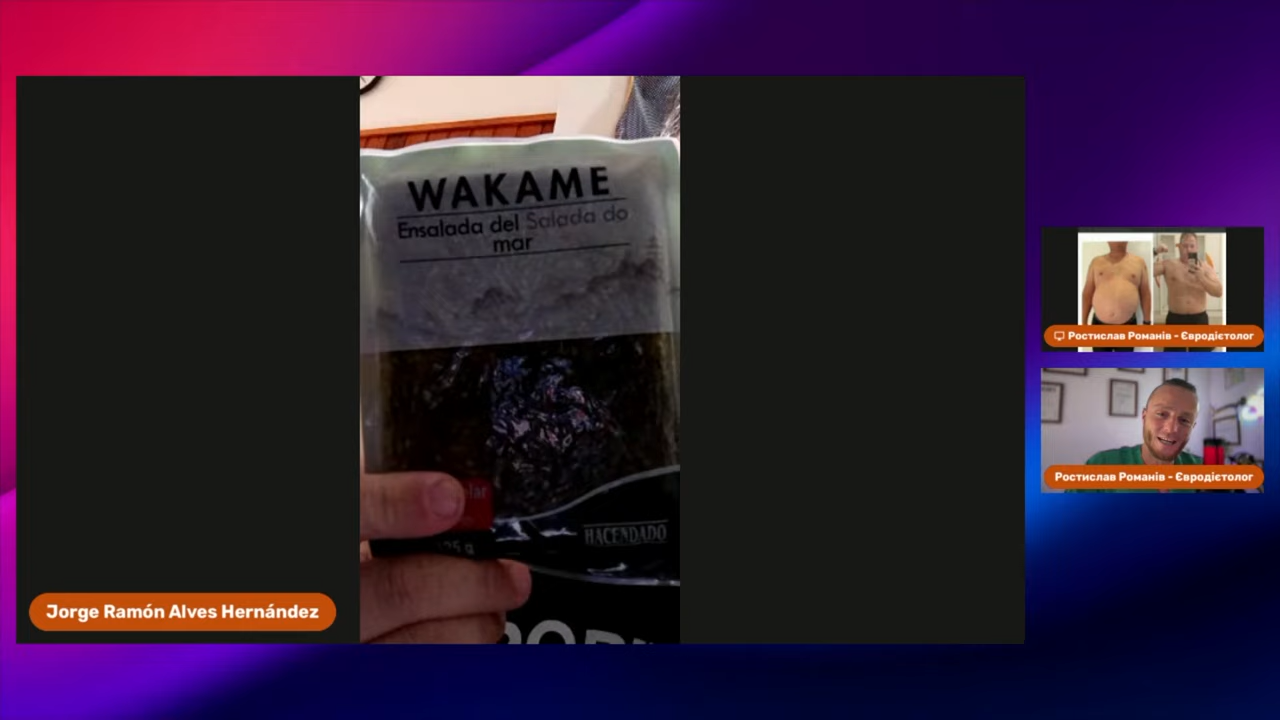 WAKAME
Ensalada del Salada do
mar
HACENDADO
Jorge Ramón Alves Hernández
Ростислав Романів - Євродієтолог
Ростислав Романів - Євродієтолог